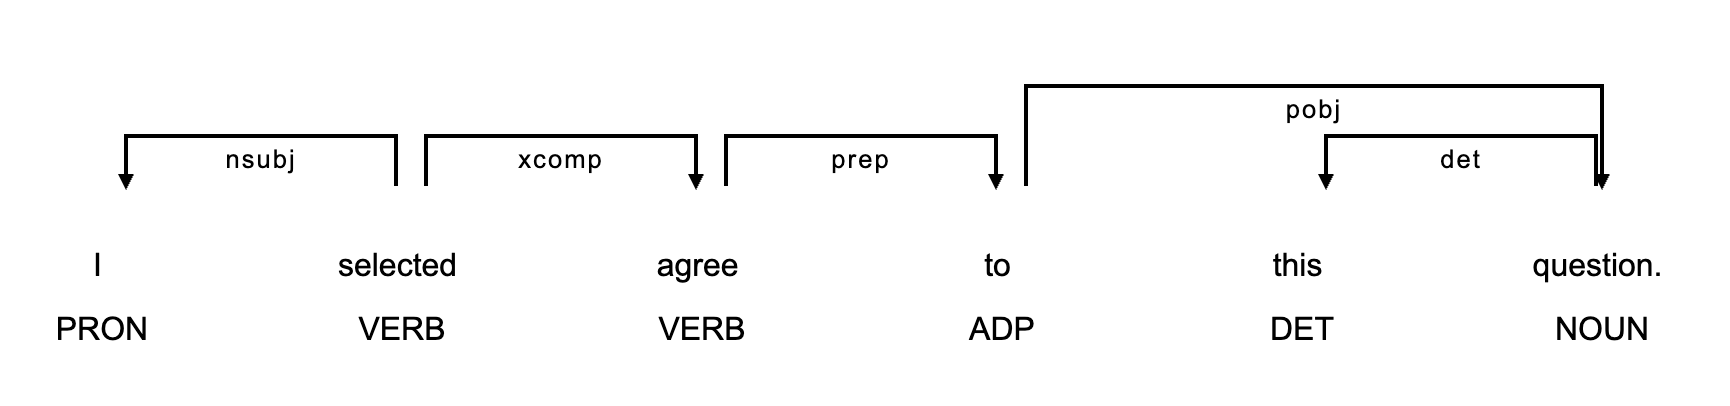 pobj
nsubj xcomp prep det
I selected agree to this question.
PRON VERB VERB ADP DET NOUN